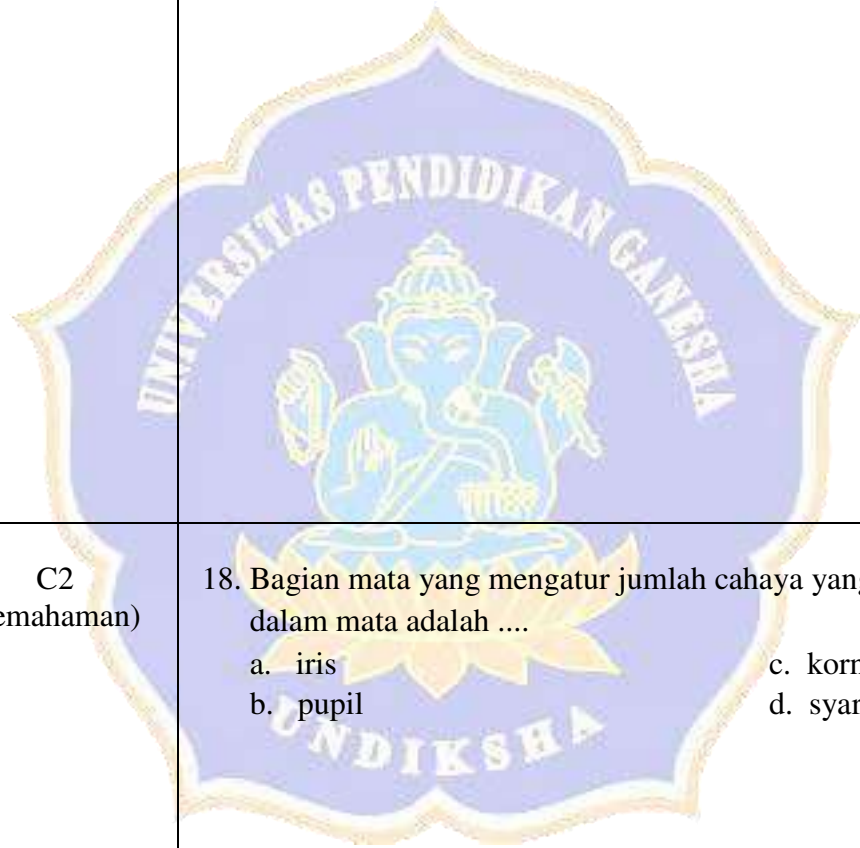 UNIVERSITAS PENDIDIKAN GANESHA
C2
emahaman)
18. Bagian mata yang mengatur jumlah cahaya yang
dalam mata adalah ....
a. iris
c. korn
b. pupil
d. syar
UNDIKSHA